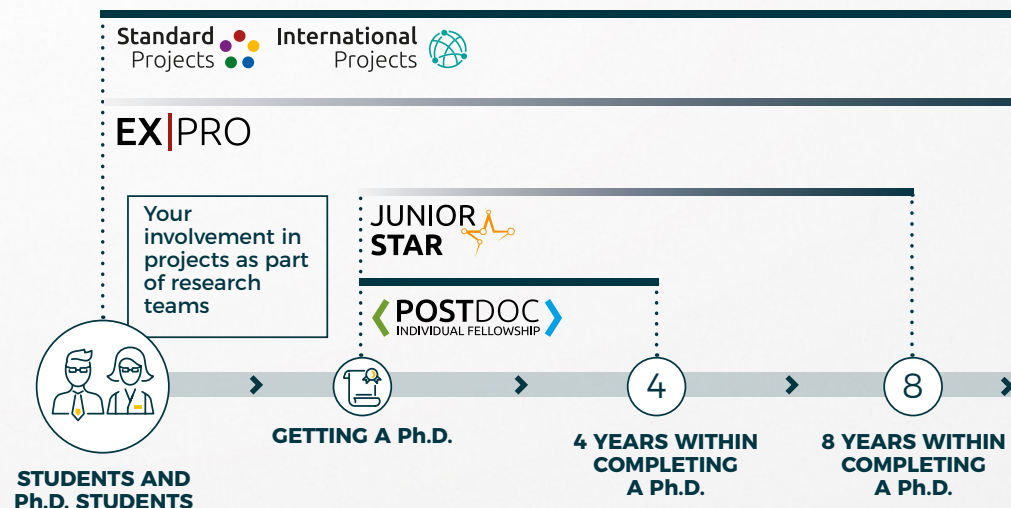 Standard
Projects
International
Projects
EX|PRO
Your
involvement in
projects as part
of research
teams
JUNIOR
STAR
POSTDOC
INDIVIDUAL FELLOWSHIP
4
8
GETTING A Ph.D.
4 YEARS WITHIN
COMPLETING
A Ph.D.
8 YEARS WITHIN
COMPLETING
A Ph.D.
STUDENTS AND
Ph.D. STUDENTS